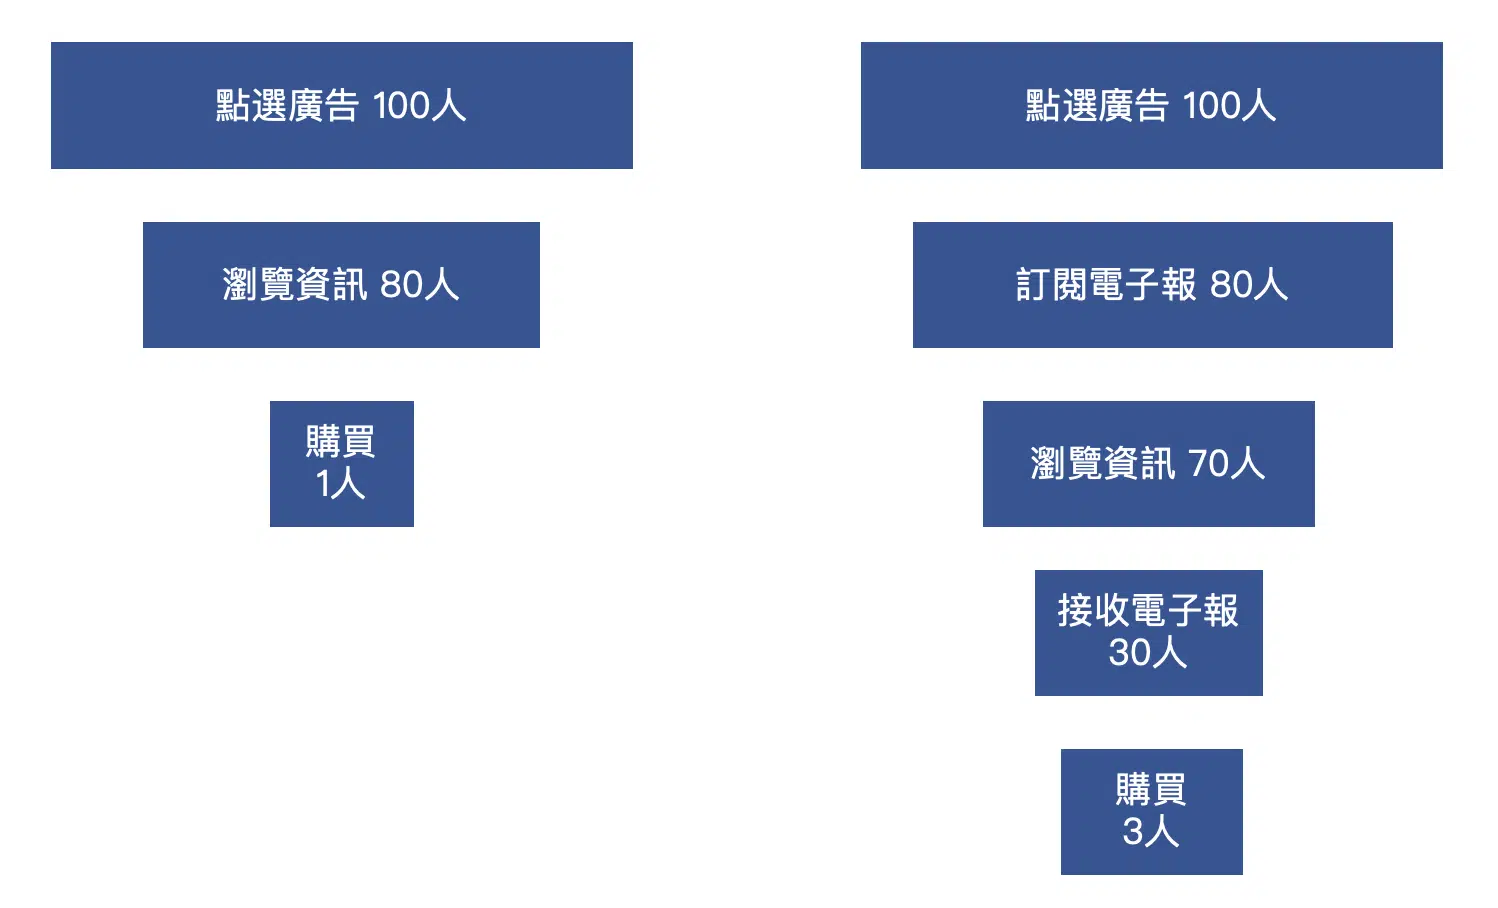 點選廣告 100人
瀏覽資訊 80人
購買
1人
點選廣告 100人
訂閱電子報 80人
瀏覽資訊 70人
接收電子報
30人
購買
3人